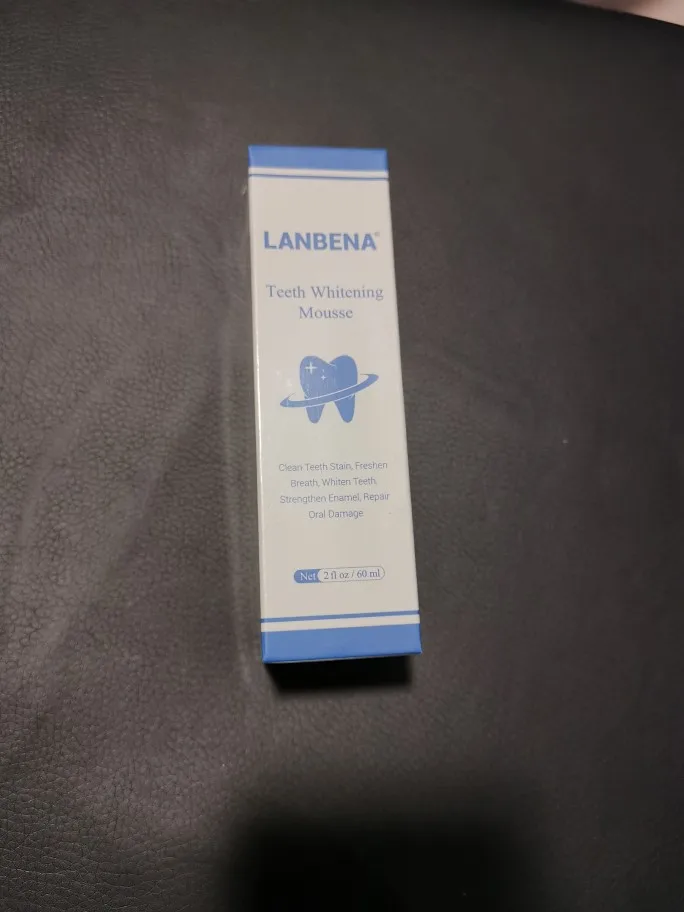 LANBENA®
Teeth Whitening
Mousse
Clean Teeth Stain, Freshen
Breath, Whiten Teeth,
Strengthen Enamel, Repair
Oral Damage
Net 2 fl oz / 60 ml